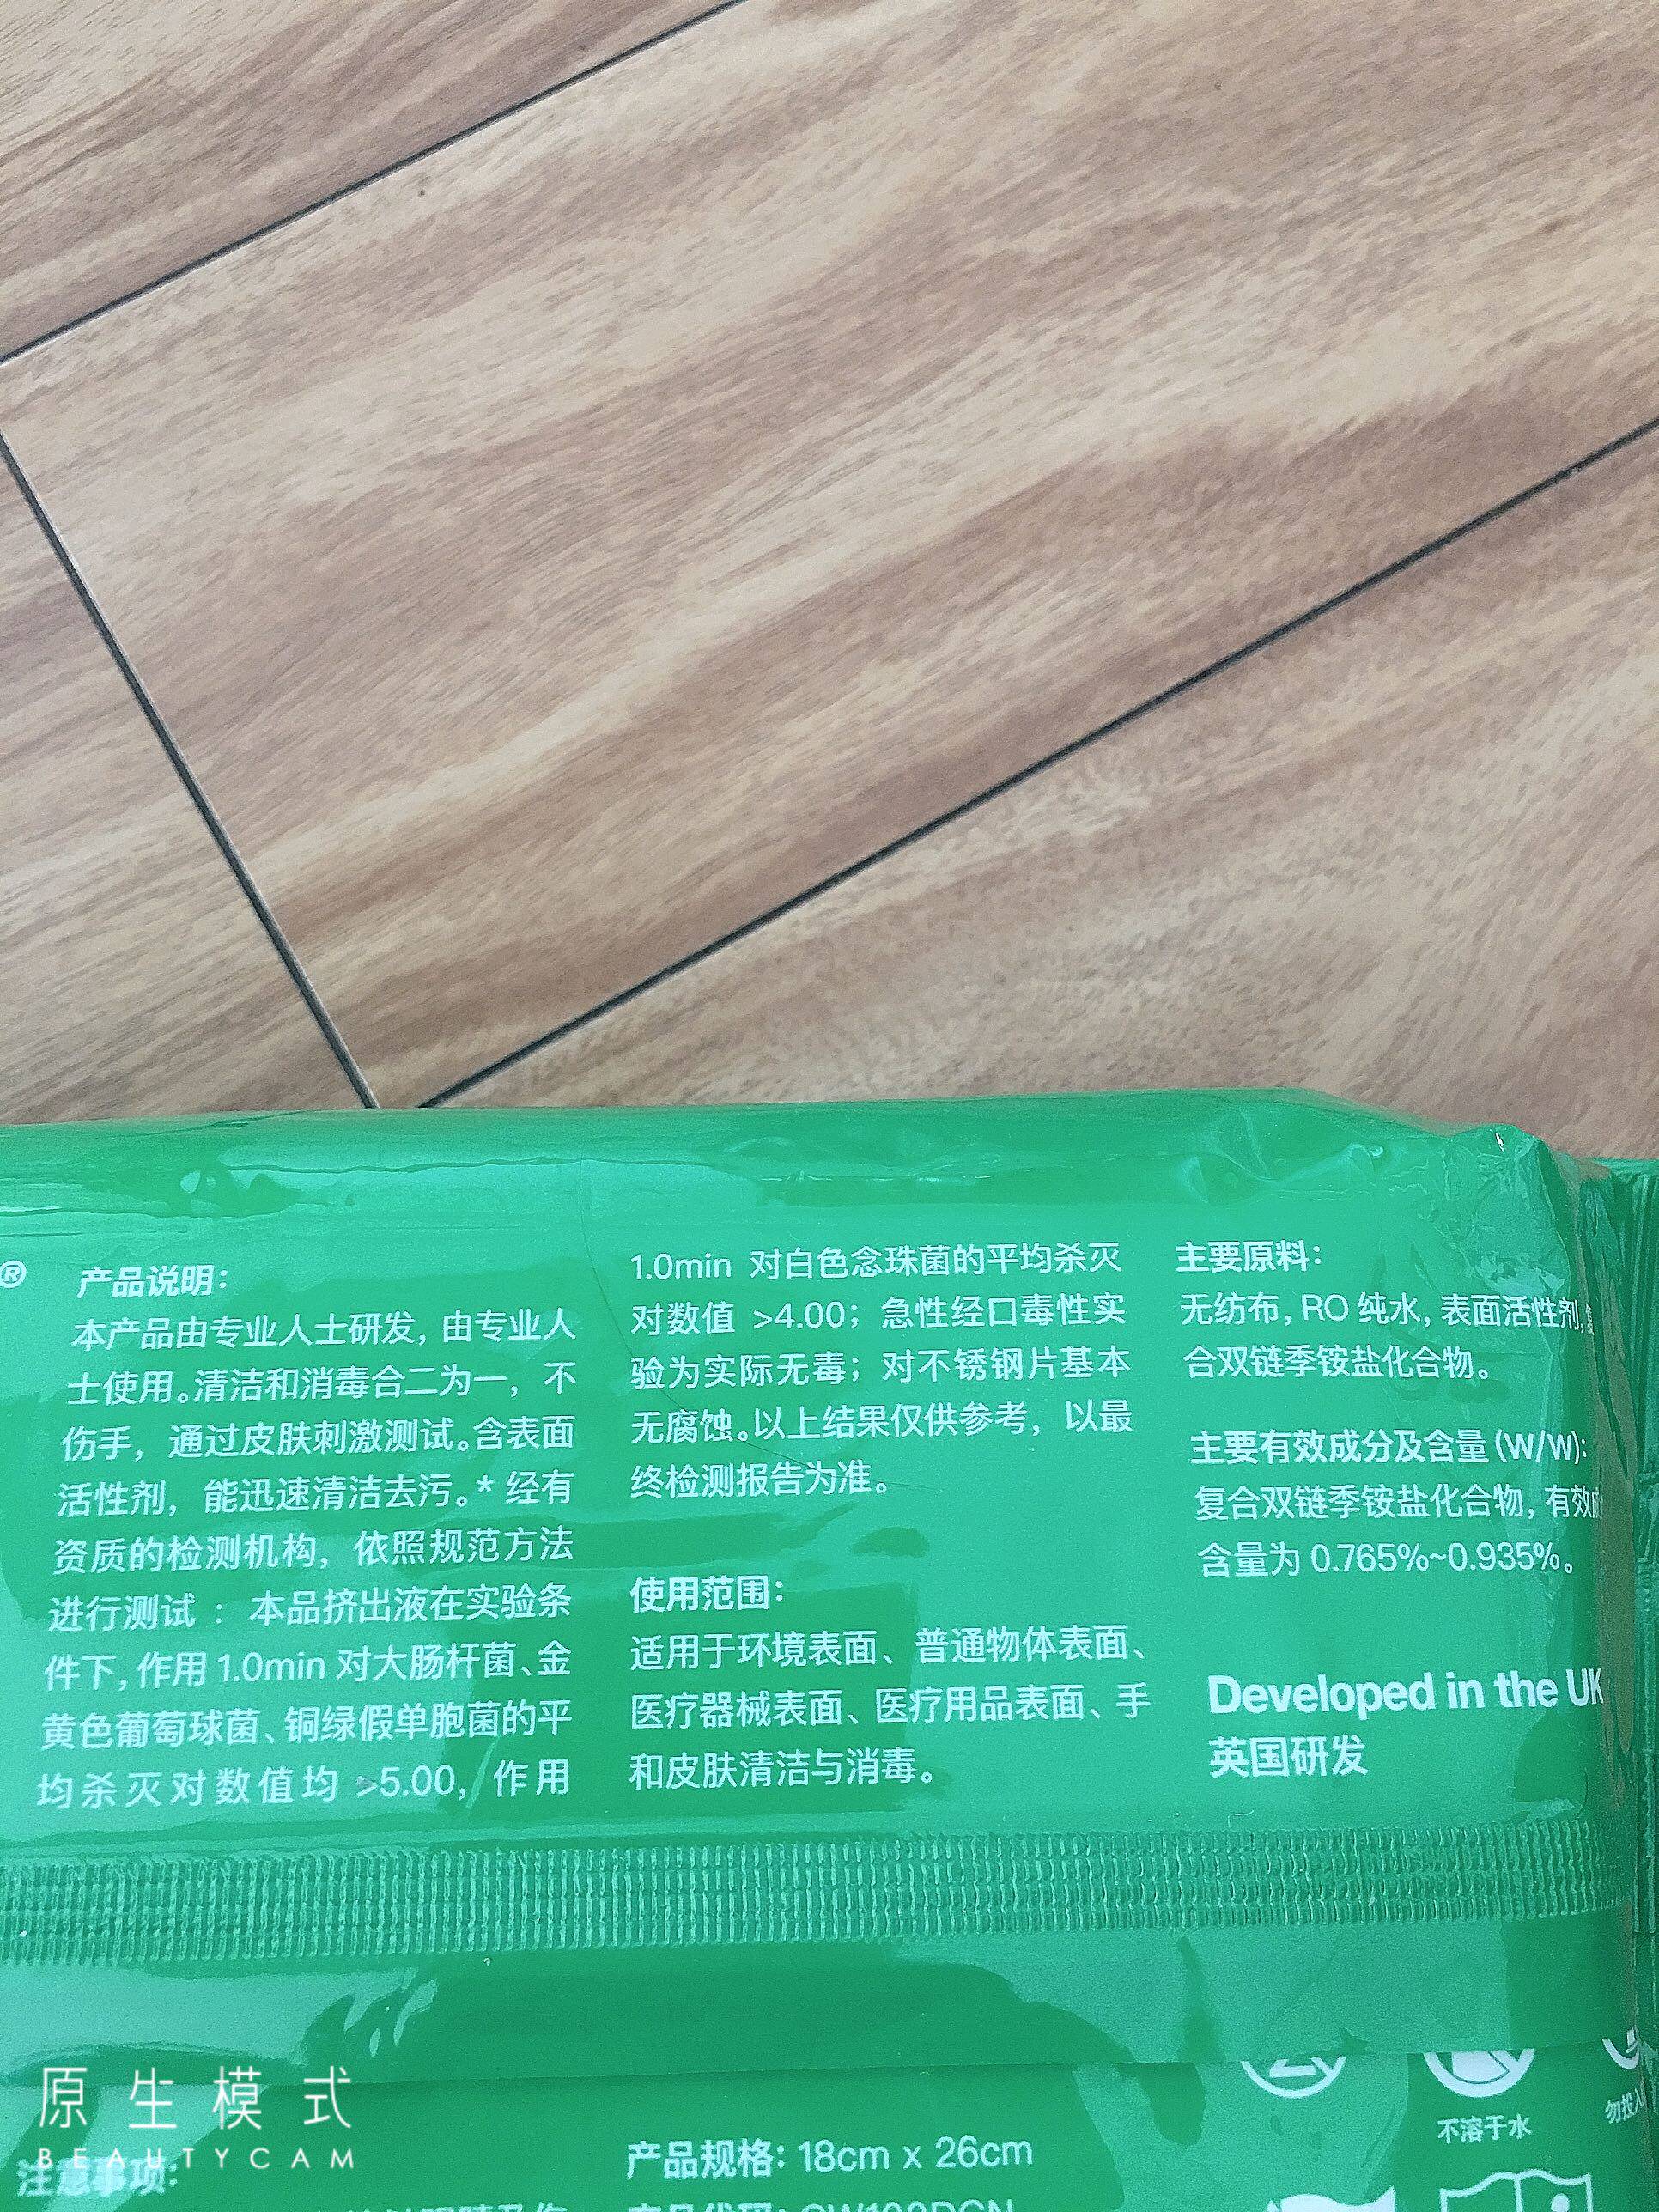 ®
产品说明：
本产品由专业人士研发，由专业人
士使用。清洁和消毒合二为一，不
伤手，通过皮肤刺激测试。含表面
活性剂，能迅速清洁去污。* 经有
资质的检测机构，依照规范方法
进行测试：本品挤出液在实验条
件下，作用 1.0min 对大肠杆菌、金
黄色葡萄球菌、铜绿假单胞菌的平
均杀灭对数值均 >5.00，作用
1.0min 对白色念珠菌的平均杀灭
对数值 >4.00；急性经口毒性实
验为实际无毒；对不锈钢片基本
无腐蚀。以上结果仅供参考，以最
终检测报告为准。
使用范围：
适用于环境表面、普通物体表面、
医疗器械表面、医疗用品表面、手
和皮肤清洁与消毒。
主要原料：
无纺布，RO 纯水，表面活性剂，复
合双链季铵盐化合物。
主要有效成分及含量 (W/W):
复合双链季铵盐化合物，有效成
含量为 0.765%~0.935%。
Developed in the UK
英国研发
不溶于水
勿投入
产品规格：18cm x 26cm
注意事项：
原生模式
BEAUTYCAM